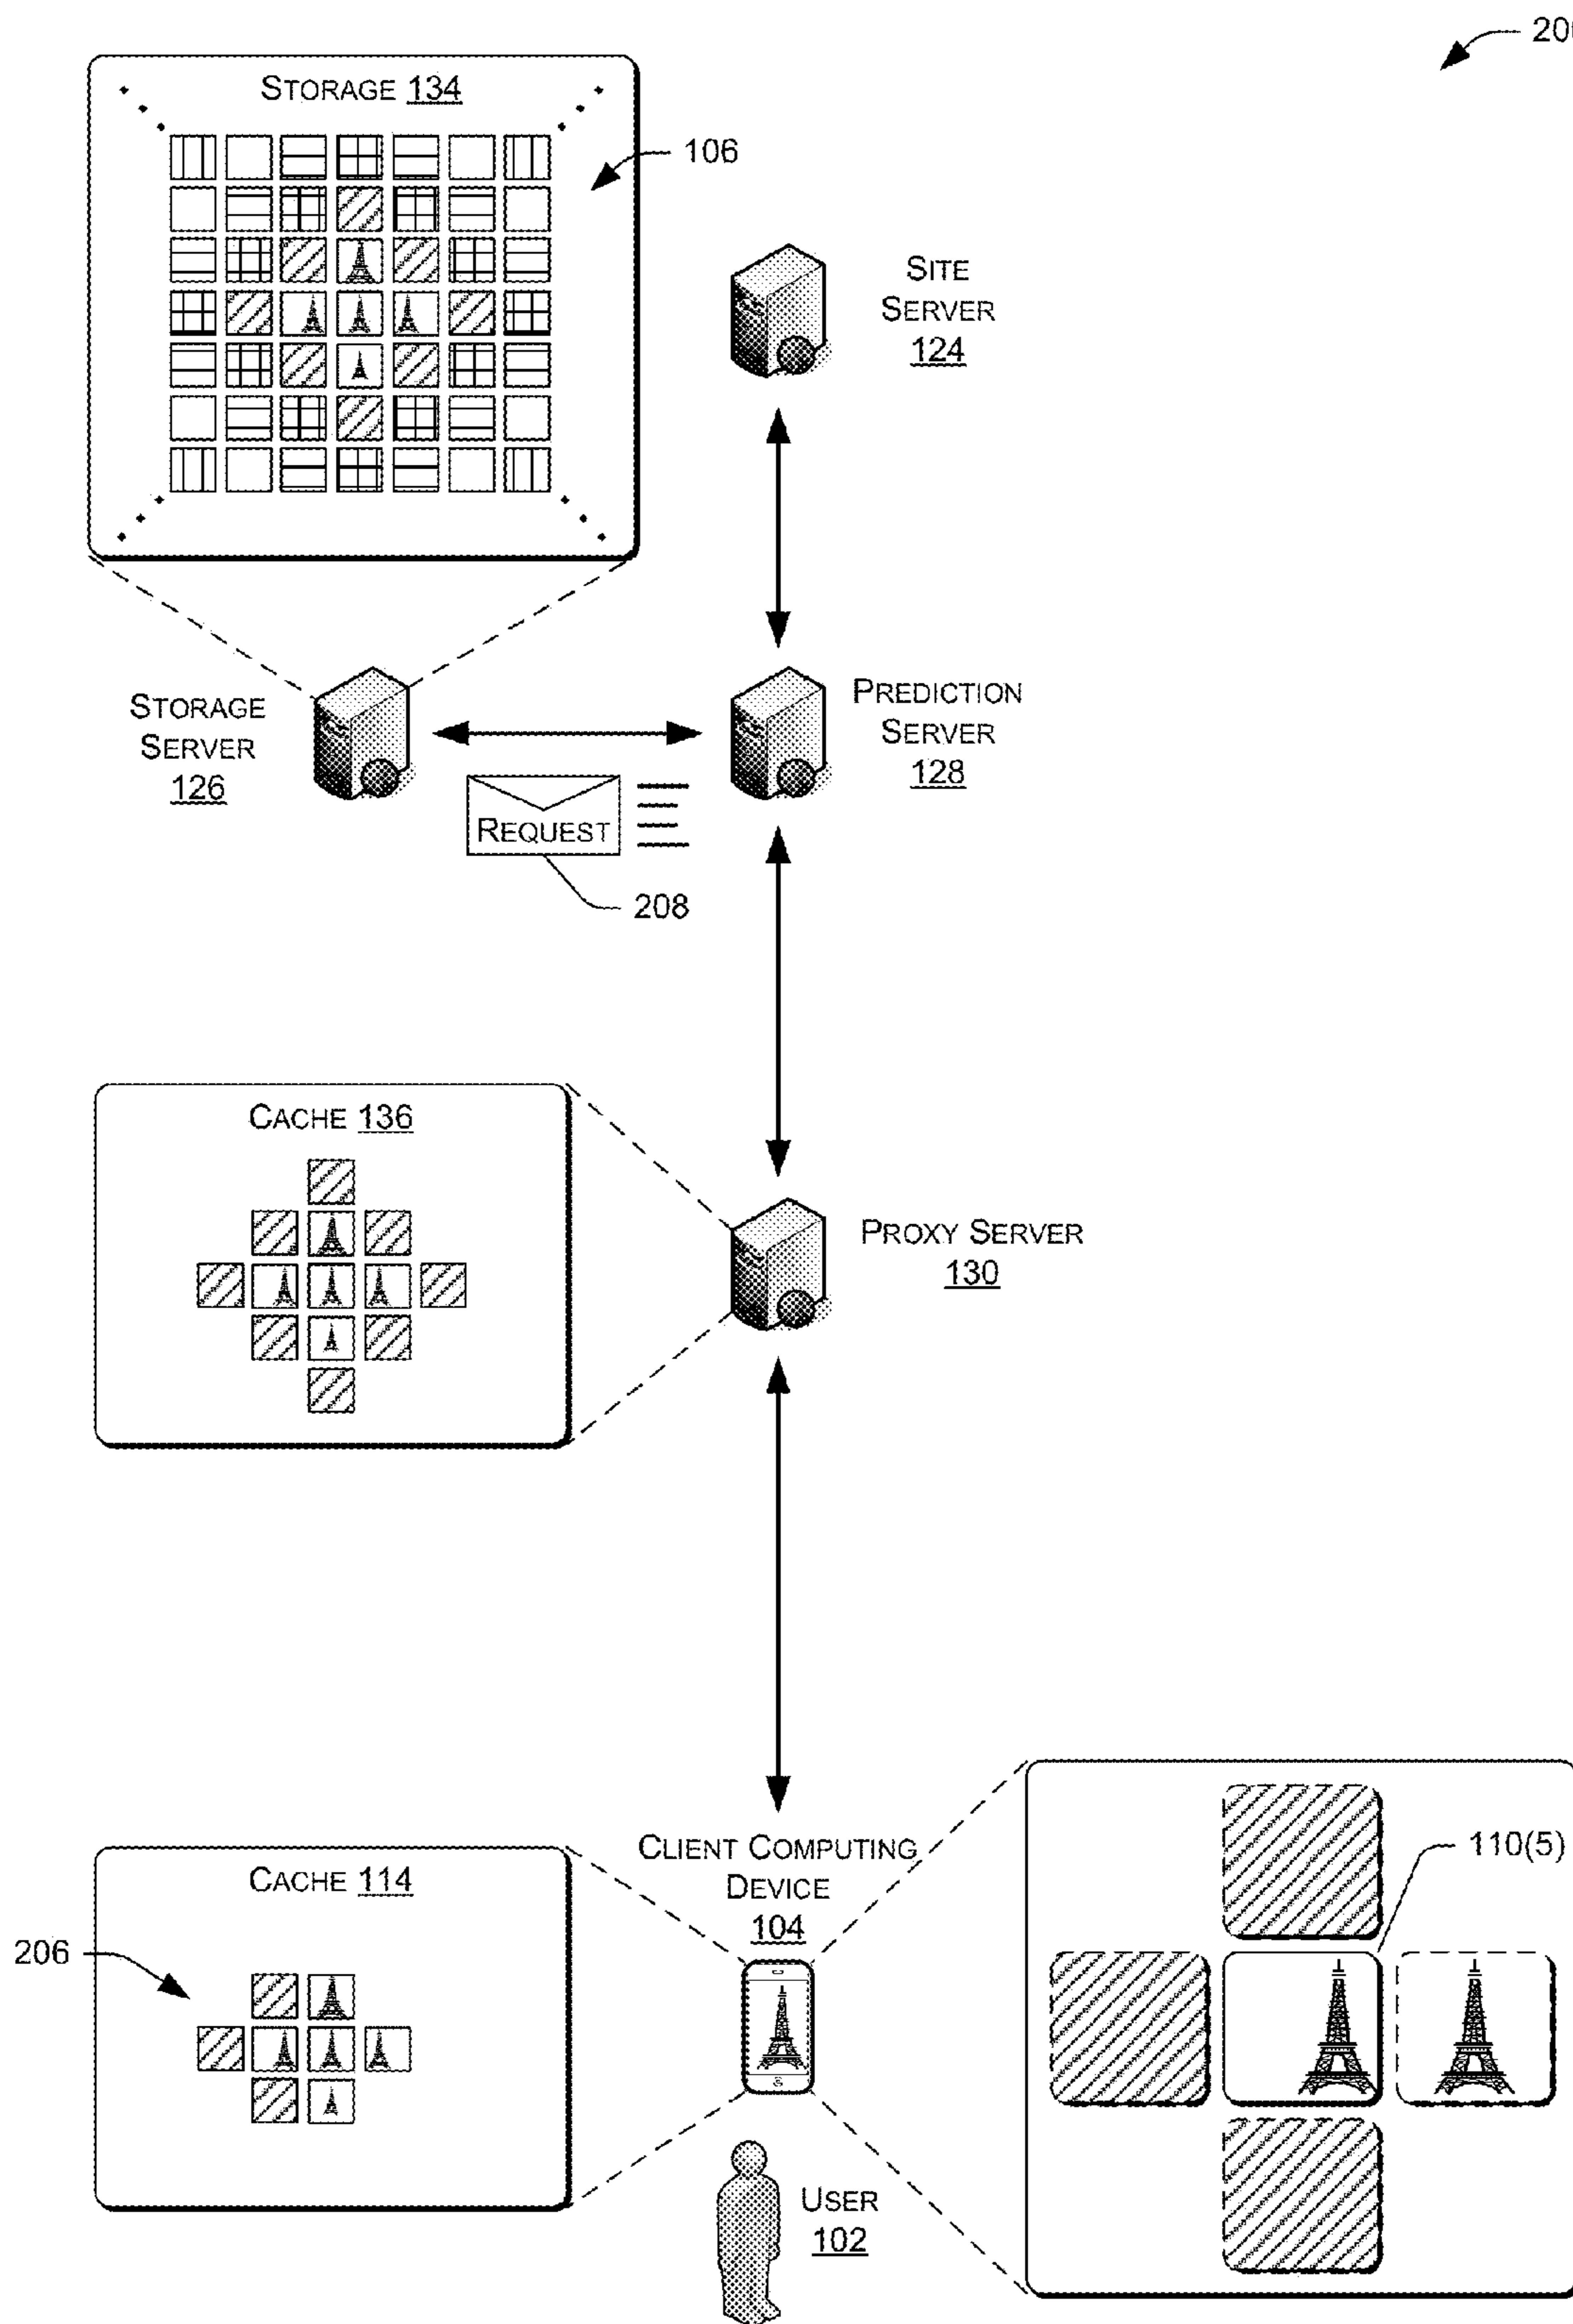 STORAGE 134
106
SITE
SERVER
124
STORAGE
SERVER
126
PREDICTION
SERVER
128
REQUEST
208
CACHE 136
PROXY SERVER
130
CLIENT COMPUTING
DEVICE
104
CACHE 114
206
110(5)
USER
102